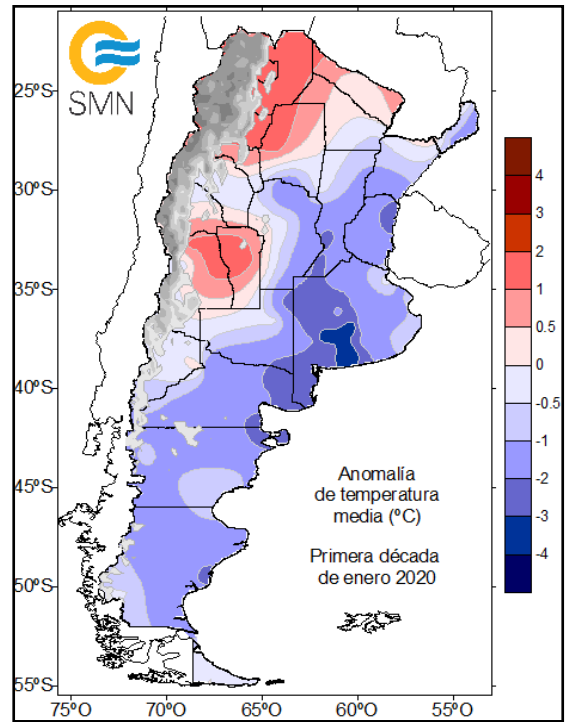 SMN
25ºS
30ºS
35ºS
40ºS
45ºS
50ºS
55ºS
75ºO
70ºO
65ºO
60ºO
55ºO
4
3
2
1
0.5
0
-0.5
-1
-2
-3
-4
Anomalía
de temperatura
media (ºC)
Primera década
de enero 2020